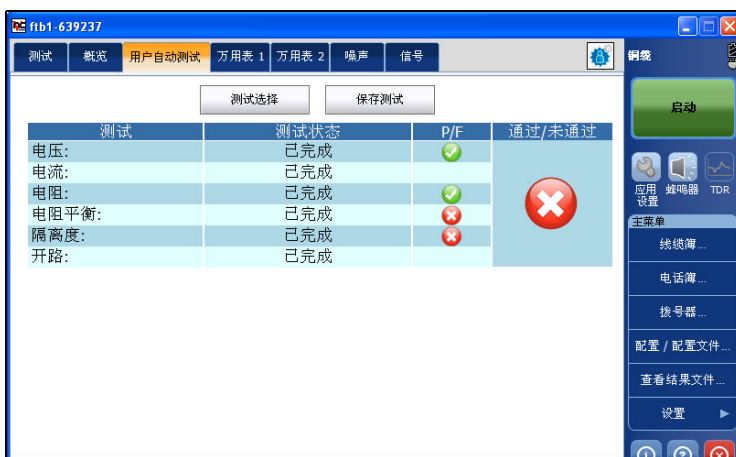 ftb1-639237
测试 概览 用户自动测试 万用表 1 万用表 2 噪声 信号
铜缆
测试选择 保存测试
启动
测试 测试状态 P/F 通过/未通过
电压: 已完成
电流: 已完成
电阻: 已完成
电阻平衡: 已完成
隔离度: 已完成
开路: 已完成
应用设置 蜂鸣器 TDR
主菜单
线缆簿...
电话簿...
拨号器...
配置 / 配置文件...
查看结果文件...
设置